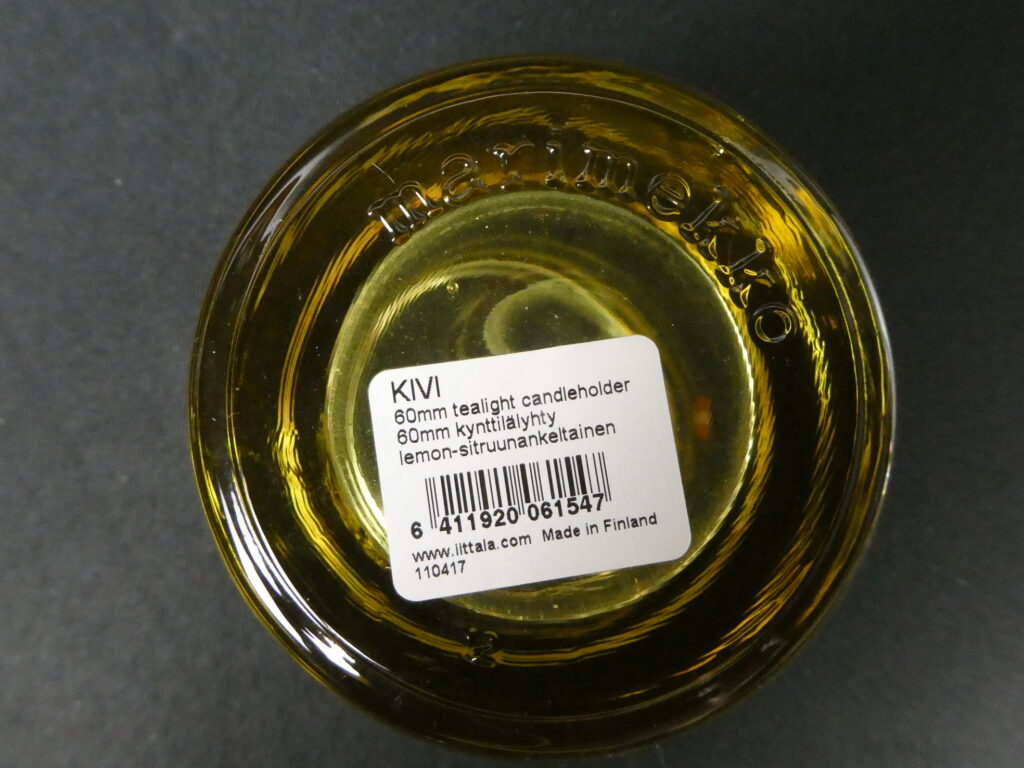 marimekko
KIVI
60mm tealight candleholder
60mm kynttilälyhty
lemon-sitruunankeltainen
6 411920 061547
www.iittala.com Made in Finland
110417
2